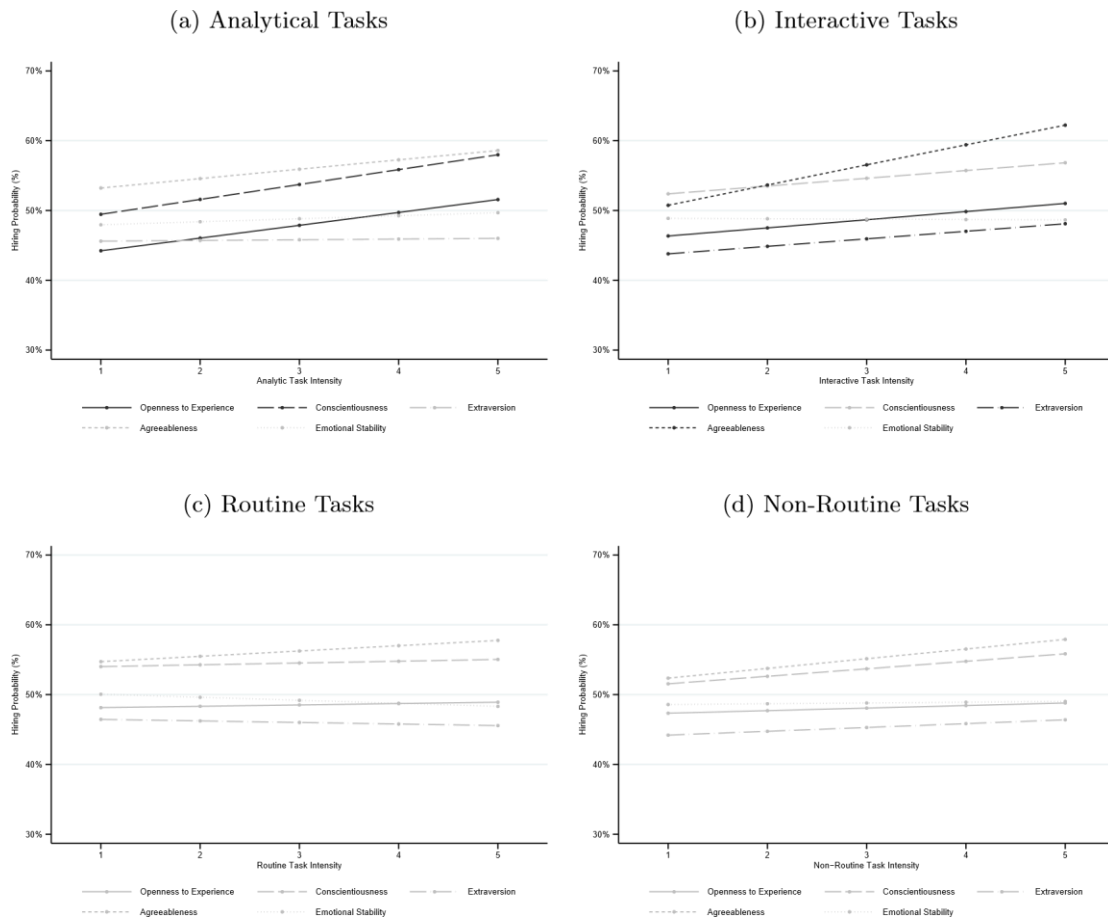 (a) Analytical Tasks
70%
60%
50%
40%
30%
Hiring Probability (%)
1 2 3 4 5
Analytic Task Intensity
Openness to Experience Conscientiousness Extraversion
Agreeableness Emotional Stability
(b) Interactive Tasks
70%
60%
50%
40%
30%
Hiring Probability (%)
1 2 3 4 5
Interactive Task Intensity
Openness to Experience Conscientiousness Extraversion
Agreeableness Emotional Stability
(c) Routine Tasks
70%
60%
50%
40%
30%
Hiring Probability (%)
1 2 3 4 5
Routine Task Intensity
Openness to Experience Conscientiousness Extraversion
Agreeableness Emotional Stability
(d) Non-Routine Tasks
70%
60%
50%
40%
30%
Hiring Probability (%)
1 2 3 4 5
Non−Routine Task Intensity
Openness to Experience Conscientiousness Extraversion
Agreeableness Emotional Stability